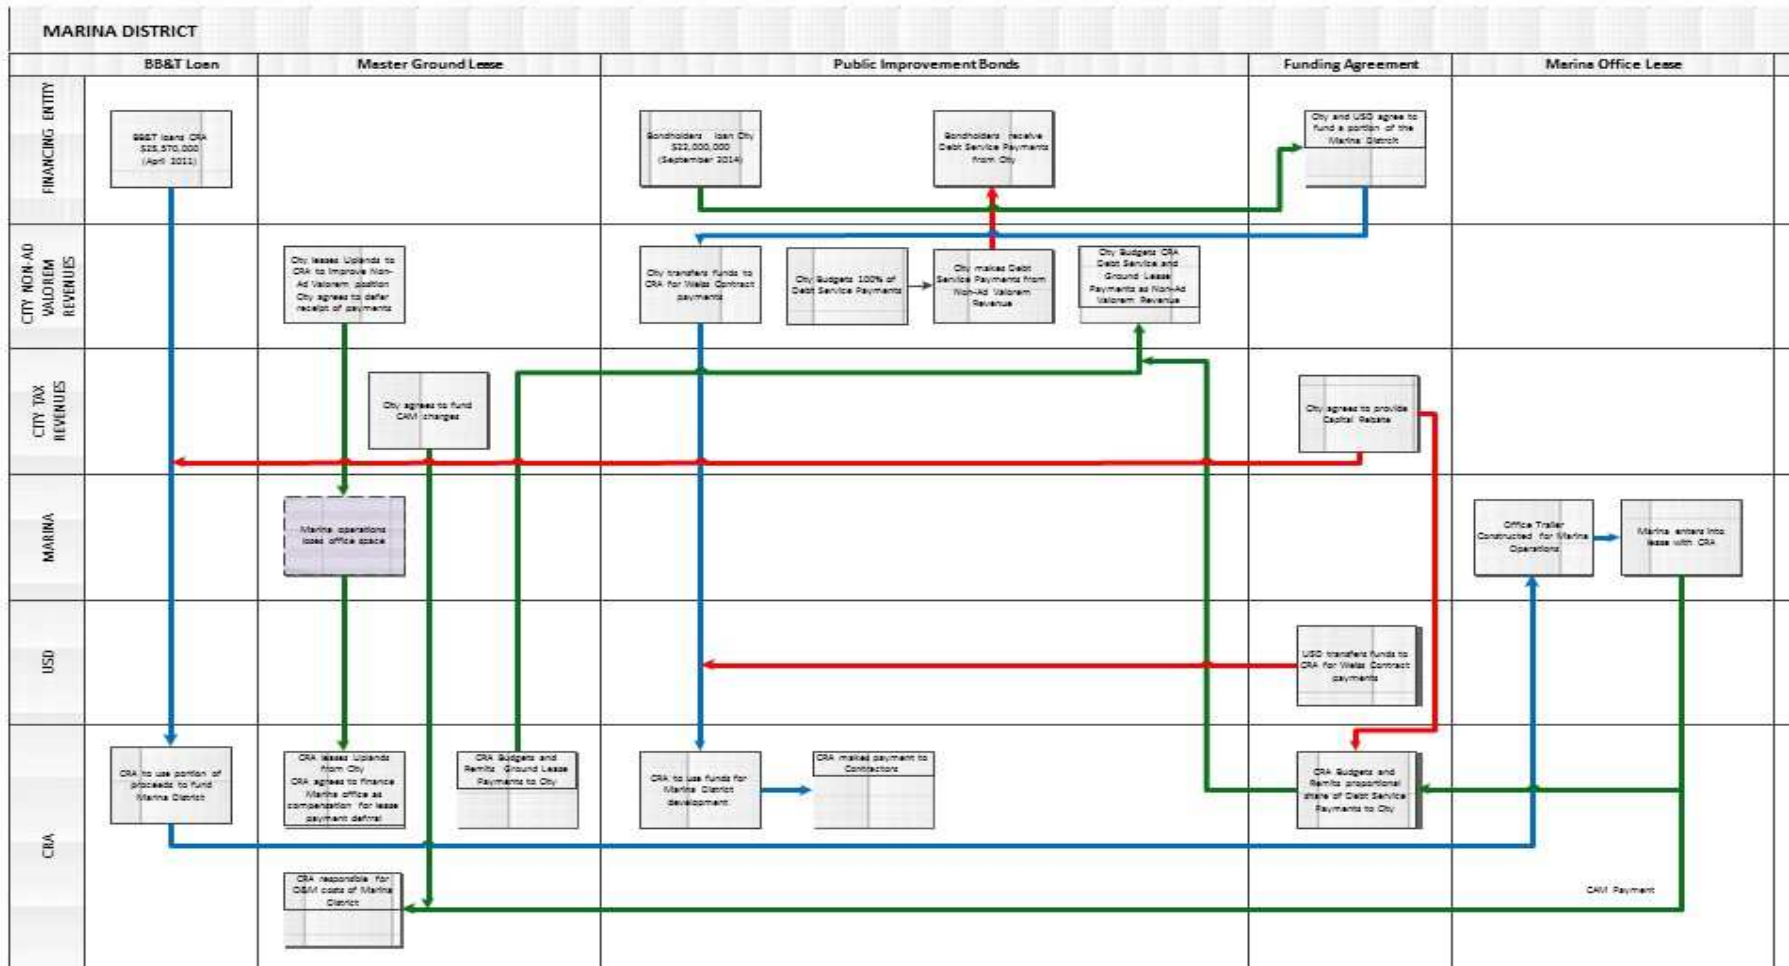 MARINA DISTRICT
BB&T Loan
Master Ground Lease
Public Improvement Bonds
Funding Agreement
Marina Office Lease
FINANCING ENTITY
BB&T loans CRA
$25,570,000
(April 2011)
Bondholders loan City
$22,000,000
(September 2014)
Bondholders receive
Debt Service Payments
from City
City and USD agree to
fund a portion of the
Marina District
CITY NON-AD
VALOREM
REVENUES
City leases Uplands to
CRA to Improve Non-
Ad Valorem position
City agrees to defer
receipt of payments
City transfers funds to
CRA for Weiss Contract
payments
City Budgets 100% of
Debt Service Payments
City makes Debt
Service Payments from
Non-Ad Valorem
Revenue
City Budgets CRA
Debt Service and
Ground Lease
Payments as Non-Ad
Valorem Revenue
CITY TAX
REVENUES
City agrees to fund
CAM charges
City agrees to provide
Capital Rebate
MARINA
Marina operations
loses office space
Office Trailer
Constructed for Marina
Operations
Marina enters into
lease with CRA
USD
USD transfers funds to
CRA for Weiss Contract
payments
CRA
CRA to use portion of
proceeds to fund
Marina District
CRA leases Uplands
from City
CRA agrees to finance
Marina office as
compensation for lease
payment defrral
CRA Budgets and
Remits Ground Lease
Payments to City
CRA to use funds for
Marina District
development
CRA makes payment to
Contractors
CRA Budgets and
Remits proportional
share of Debt Service
Payments to City
CRA responsible for
O&M costs of Marina
District
CAM Payment